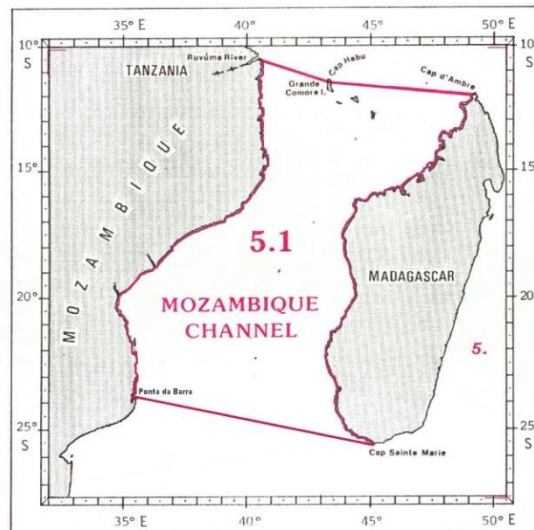 35° 40° 45° 50° E
10° S
10° S
Ruvúma River
TANZANIA
Cap Habu
Grande
Comore I.
Cap d'Ambre
MOZAMBIQUE
15°
15°
5.1
MADAGASCAR
20°
20°
MOZAMBIQUE
CHANNEL
5.
Ponta da Barra
25° S
25° S
Cap Sainte Marie
35° 40° 45° 50° E